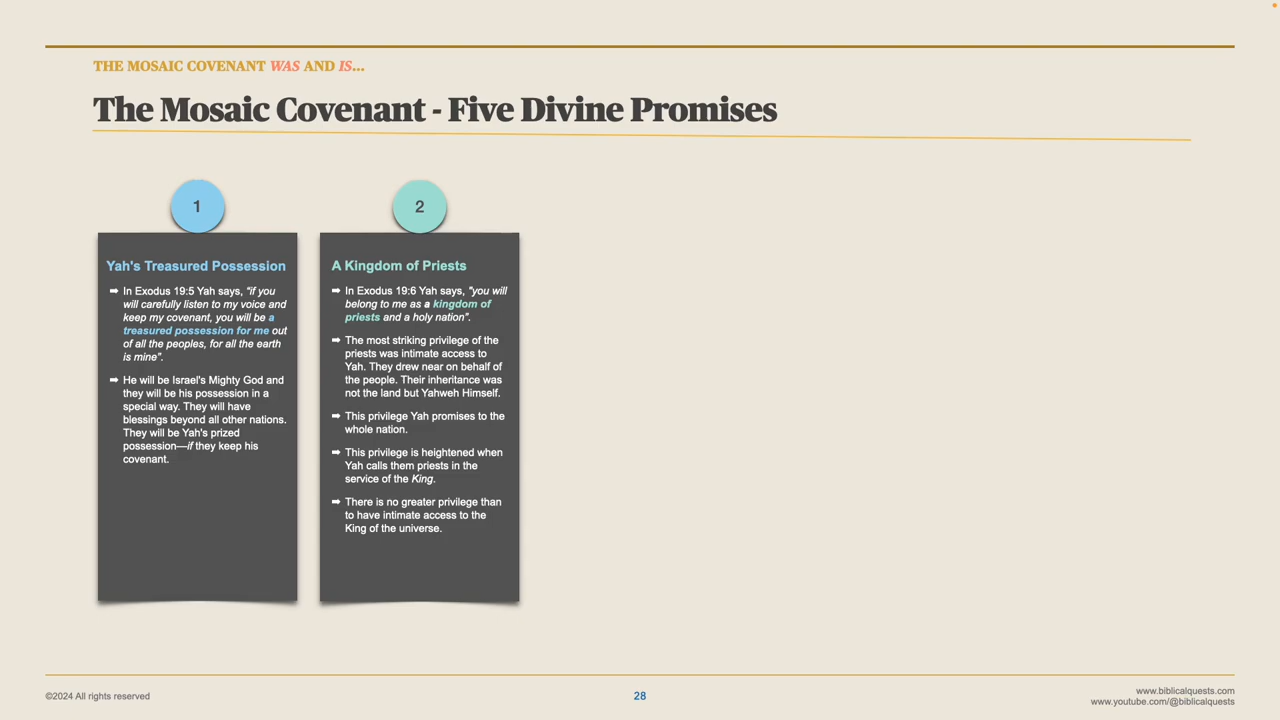 THE MOSAIC COVENANT WAS AND IS...
The Mosaic Covenant - Five Divine Promises
1
Yah's Treasured Possession
➡ In Exodus 19:5 Yah says, “if you
will carefully listen to my voice and
keep my covenant, you will be a
treasured possession for me out
of all the peoples, for all the earth
is mine”.
➡ He will be Israel's Mighty God and
they will be his possession in a
special way. They will have
blessings beyond all other nations.
They will be Yah's prized
possession—if they keep his
covenant.
2
A Kingdom of Priests
➡ In Exodus 19:6 Yah says, “you will
belong to me as a kingdom of
priests and a holy nation”.
➡ The most striking privilege of the
priests was intimate access to
Yah. They drew near on behalf of
the people. Their inheritance was
not the land but Yahweh Himself.
➡ This privilege Yah promises to the
whole nation.
➡ This privilege is heightened when
Yah calls them priests in the
service of the King.
➡ There is no greater privilege than
to have intimate access to the
King of the universe.
©2024 All rights reserved
28
www.biblicalquests.com
www.youtube.com/@biblicalquests